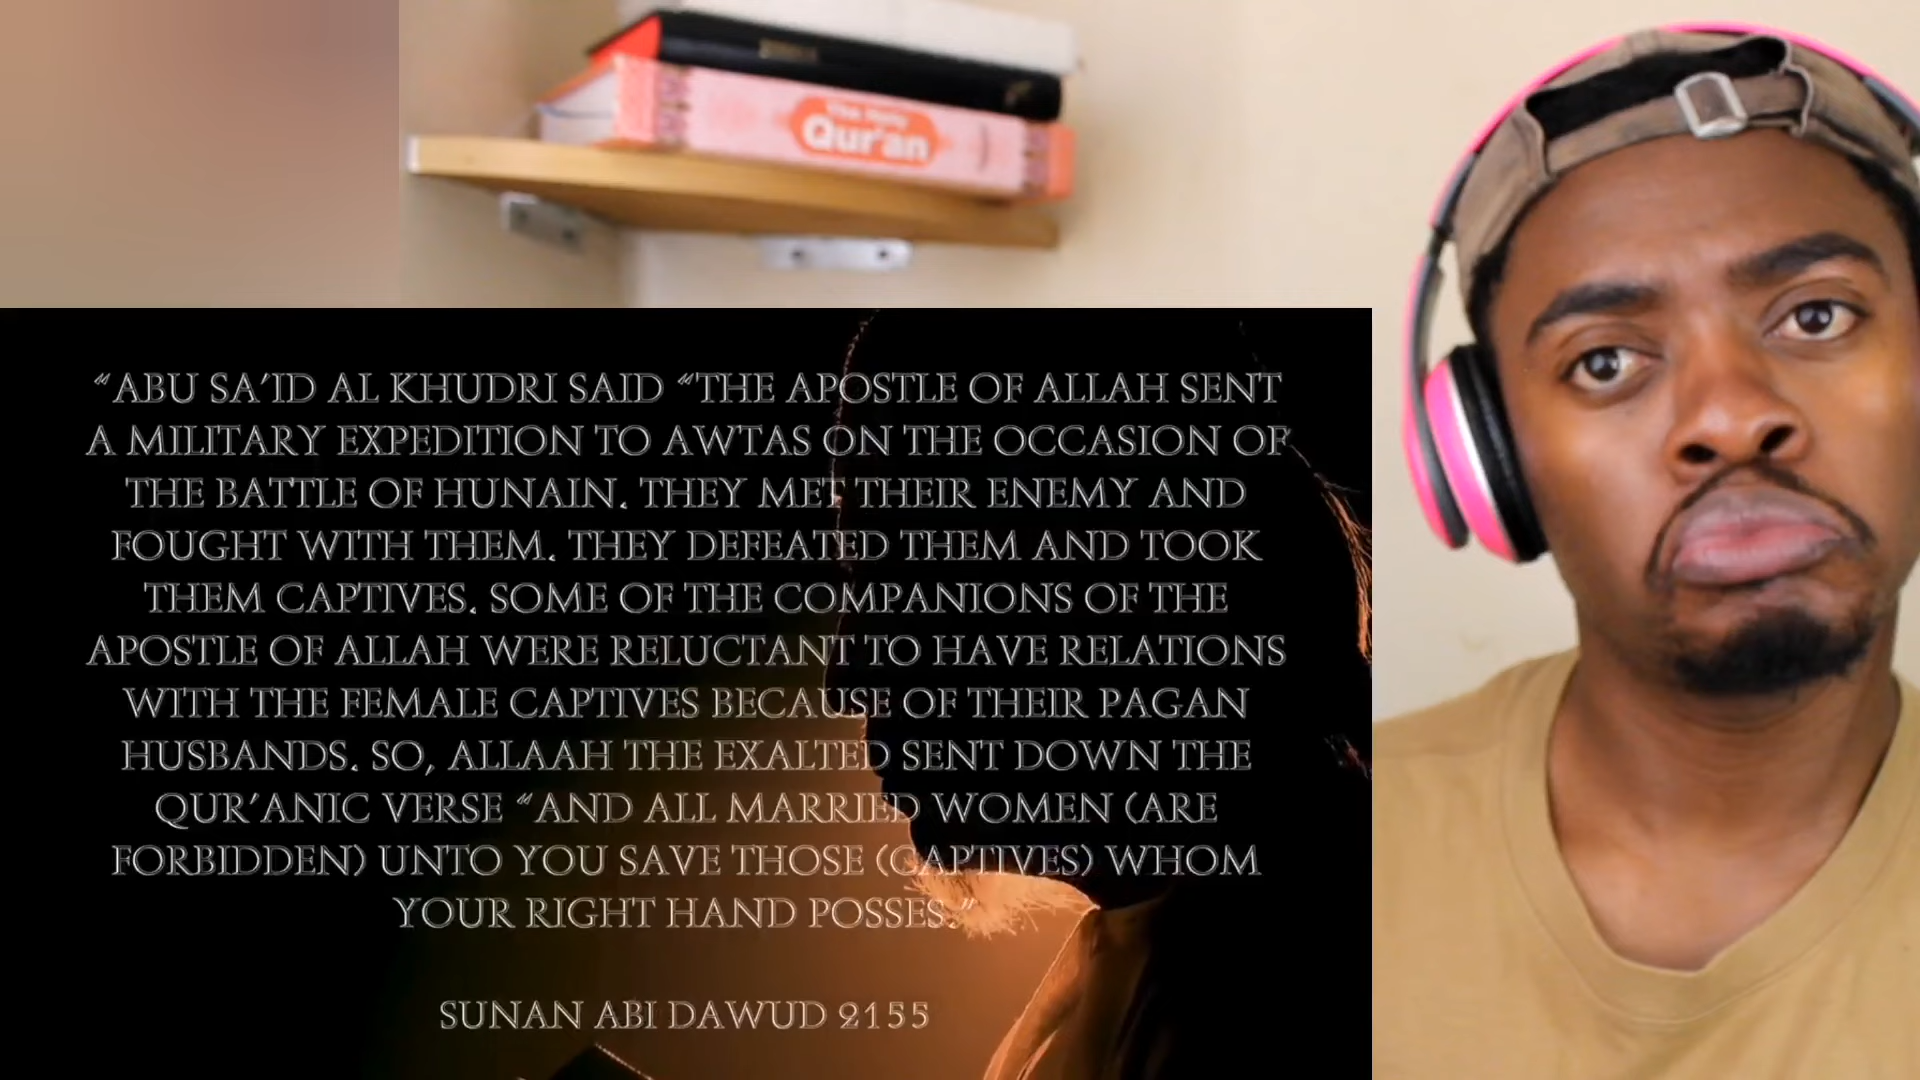 The Holy
Qur'an
“ABU SA’ID AL KHUDRI SAID “THE APOSTLE OF ALLAH SENT
A MILITARY EXPEDITION TO AWTAS ON THE OCCASION OF
THE BATTLE OF HUNAIN. THEY MET THEIR ENEMY AND
FOUGHT WITH THEM. THEY DEFEATED THEM AND TOOK
THEM CAPTIVES. SOME OF THE COMPANIONS OF THE
APOSTLE OF ALLAH WERE RELUCTANT TO HAVE RELATIONS
WITH THE FEMALE CAPTIVES BECAUSE OF THEIR PAGAN
HUSBANDS. SO, ALLAAH THE EXALTED SENT DOWN THE
QUR’ANIC VERSE “AND ALL MARRIED WOMEN (ARE
FORBIDDEN) UNTO YOU SAVE THOSE (CAPTIVES) WHOM
YOUR RIGHT HAND POSSES.”
SUNAN ABI DAWUD 2155